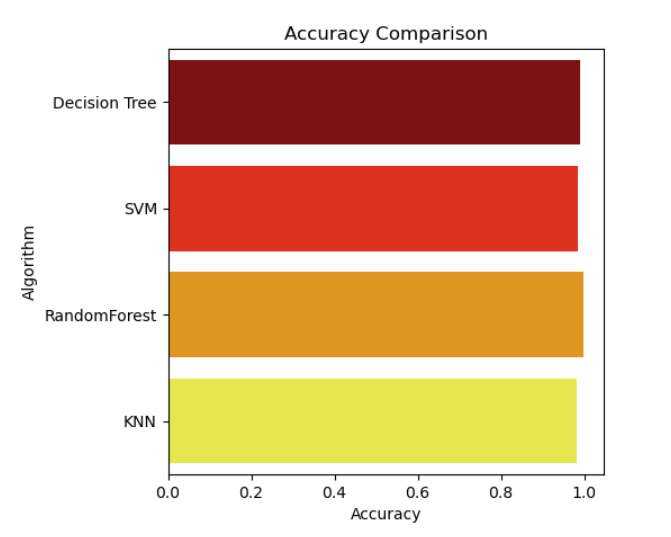 Accuracy Comparison
Decision Tree
SVM
RandomForest
KNN
Algorithm
0.0 0.2 0.4 0.6 0.8 1.0
Accuracy